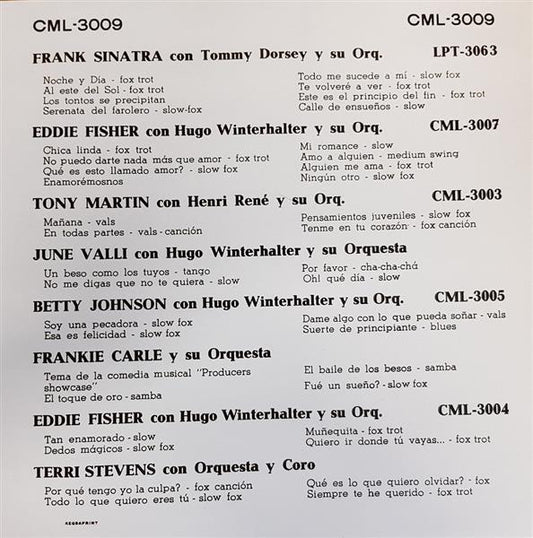 CML-3009 CML-3009
FRANK SINATRA con Tommy Dorsey y su Orq. LPT-3063
Noche y Día - fox trot
Al este del Sol - fox trot
Los tontos se precipitan
Serenata del farolero - slow-fox
Todo me sucede a mí - slow fox
Te volveré a ver - fox trot
Este es el principio del fin - fox trot
Calle de ensueños - slow
EDDIE FISHER con Hugo Winterhalter y su Orq. CML-3007
Chica linda - fox trot
No puedo darte nada más que amor - fox trot
Qué es esto llamado amor? - slow fox
Enamorémosnos
Mi romance - slow
Amo a alguien - medium swing
Alguien me ama - fox trot
Ningún otro - slow fox
TONY MARTIN con Henri René y su Orq. CML-3003
Mañana - vals
En todas partes - vals - canción
Pensamientos juveniles - slow fox
Tenme en tu corazón - fox canción
JUNE VALLI con Hugo Winterhalter y su Orquesta
Un beso como los tuyos - tango
No me digas que no te quiera - slow
Por favor - cha-cha-chá
Oh! qué día - slow
BETTY JOHNSON con Hugo Winterhalter y su Orq. CML-3005
Soy una pecadora - slow fox
Esa es felicidad - slow fox
Dame algo con lo que pueda soñar - vals
Suerte de principiante - blues
FRANKIE CARLE y su Orquesta
Tema de la comedia musical "Producers
showcase"
El toque de oro - samba
El baile de los besos - samba
Fué un sueño? - slow fox
EDDIE FISHER con Hugo Winterhalter y su Orq. CML-3004
Tan enamorado - slow
Dedos mágicos - slow fox
Muñequita - fox trot
Quiero ir donde tú vayas... - fox trot
TERRI STEVENS con Orquesta y Coro
Por qué tengo yo la culpa? - fox canción
Todo lo que quiero eres tú - slow fox
Qué es lo que quiero olvidar? - fox
Siempre te he querido - fox trot
KEGSAPRINT